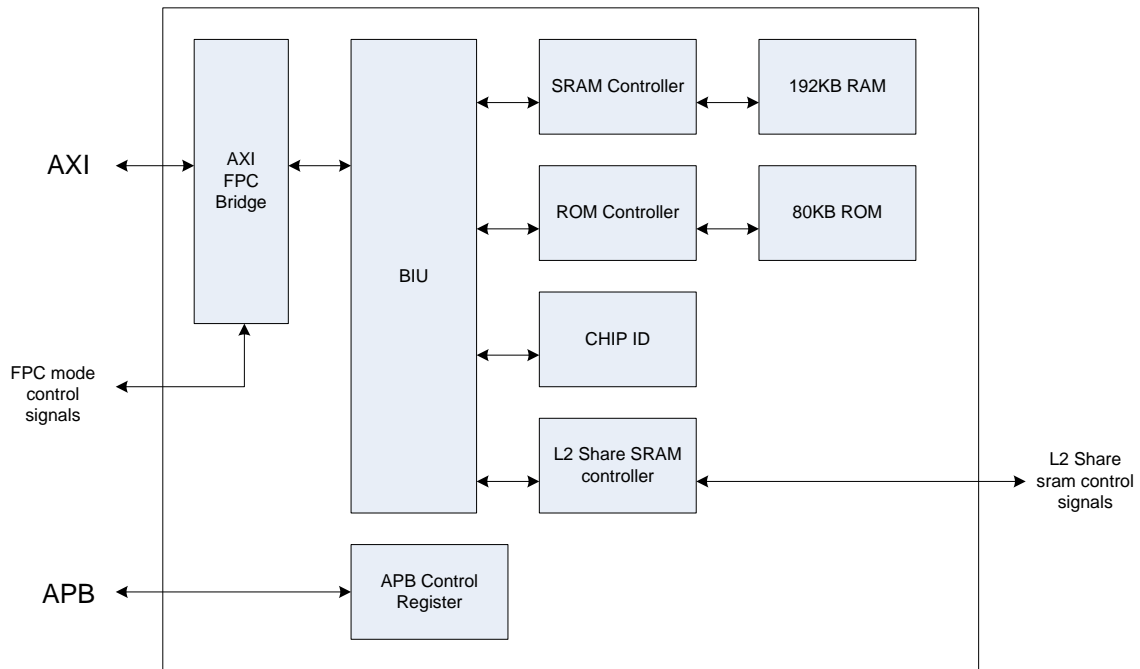 SRAM Controller
192KB RAM
AXI
AXI
FPC
Bridge
ROM Controller
80KB ROM
BIU
CHIP ID
FPC mode
control
signals
L2 Share SRAM
controller
L2 Share
sram control
signals
APB
APB Control
Register